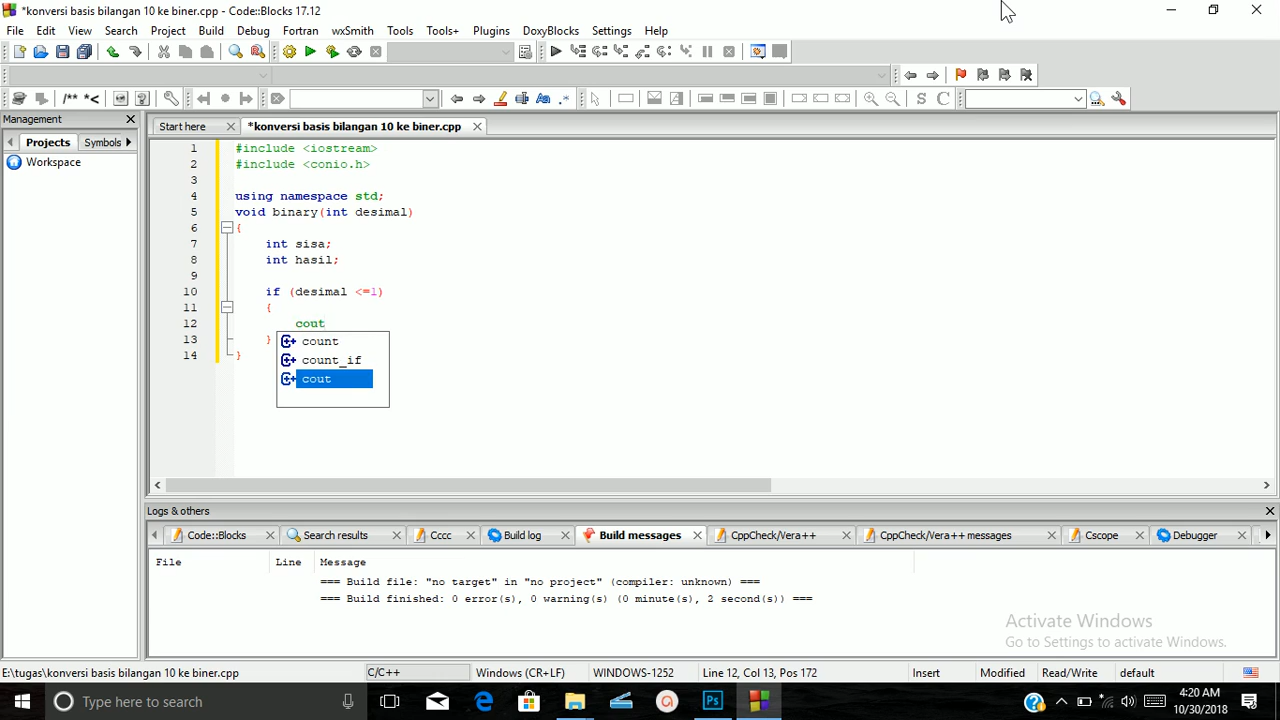 *konversi basis bilangan 10 ke biner.cpp - Code::Blocks 17.12
File Edit View Search Project Build Debug Fortran wxSmith Tools Tools+ Plugins DoxyBlocks Settings Help
/** *<
S C
Management
Projects Symbols
Workspace
Start here *konversi basis bilangan 10 ke biner.cpp
1 #include <iostream>
2 #include <conio.h>
3
4 using namespace std;
5 void binary(int desimal)
6 {
7 int sisa;
8 int hasil;
9
10 if (desimal <=1)
11 {
12 cout
13 }
14 }
count
count_if
cout
Logs & others
Code::Blocks Search results Cccc Build log Build messages CppCheck/Vera++ CppCheck/Vera++ messages Cscope Debugger
File Line Message
=== Build file: "no target" in "no project" (compiler: unknown) ===
=== Build finished: 0 error(s), 0 warning(s) (0 minute(s), 2 second(s)) ===
Activate Windows
Go to Settings to activate Windows.
E:\tugas\konversi basis bilangan 10 ke biner.cpp C/C++ Windows (CR+LF) WINDOWS-1252 Line 12, Col 13, Pos 172 Insert Modified Read/Write default
Type here to search
Ps
4:20 AM
10/30/2018